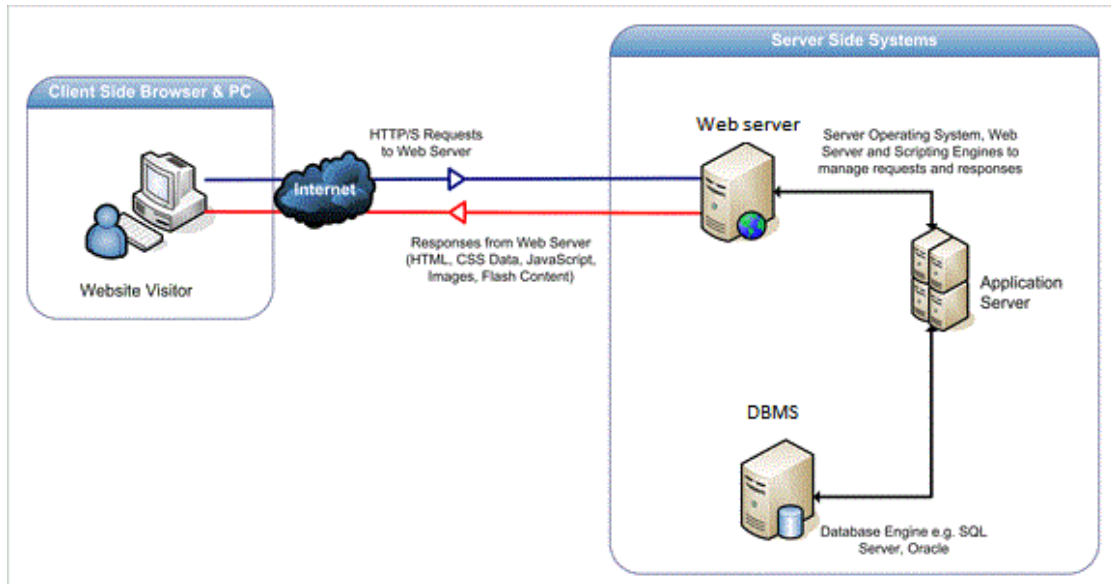 Server Side Systems
Client Side Browser & PC
Website Visitor
HTTP/S Requests
to Web Server
Internet
Responses from Web Server
(HTML, CSS Data, JavaScript,
Images, Flash Content)
Web server
Server Operating System, Web
Server and Scripting Engines to
manage requests and responses
Application
Server
DBMS
Database Engine e.g. SQL
Server, Oracle